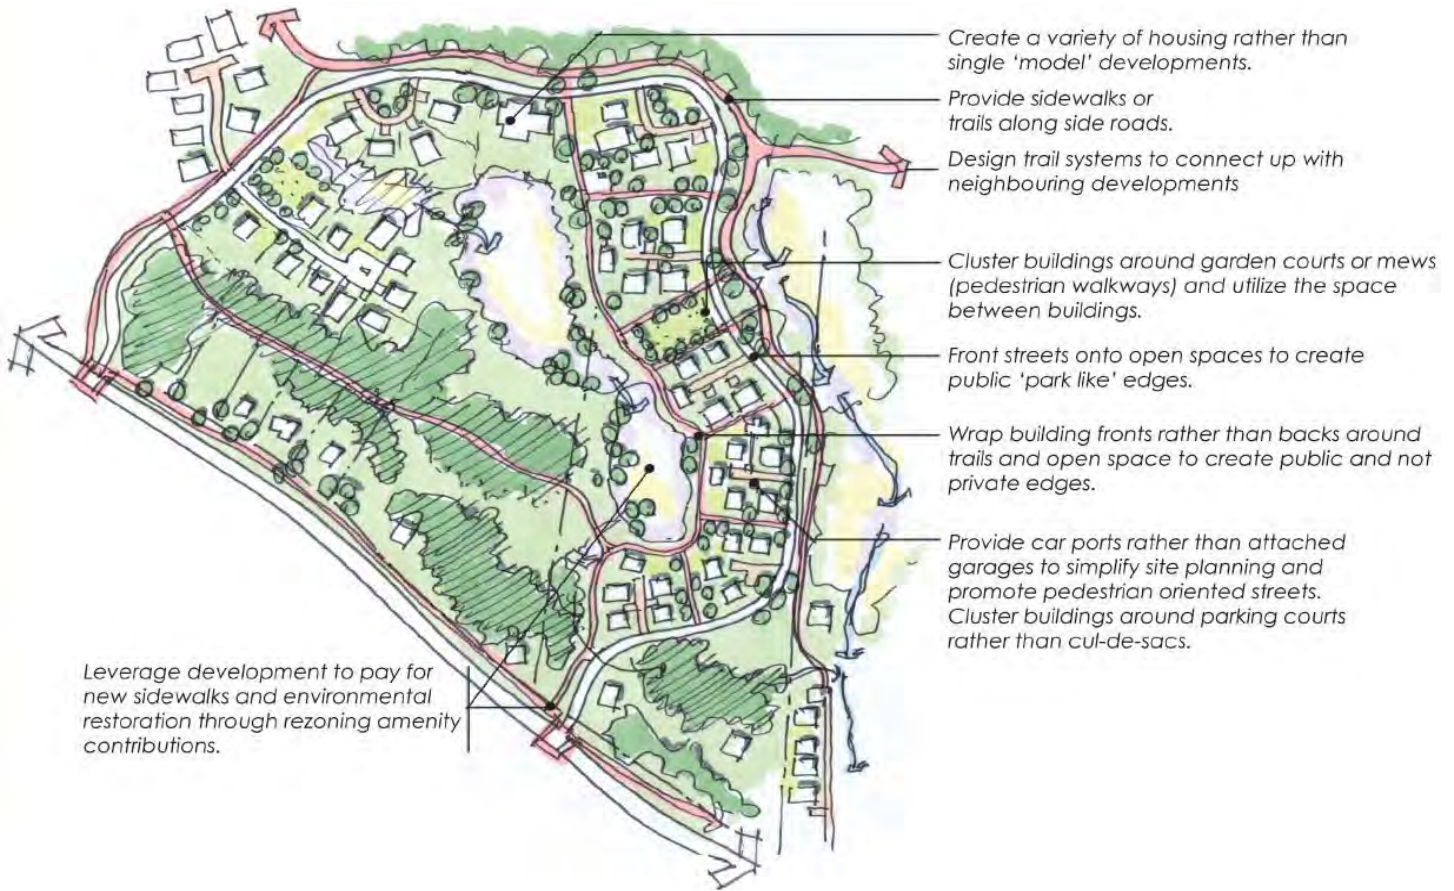 Create a variety of housing rather than
single ‘model’ developments.
Provide sidewalks or
trails along side roads.
Design trail systems to connect up with
neighbouring developments
Cluster buildings around garden courts or mews
(pedestrian walkways) and utilize the space
between buildings.
Front streets onto open spaces to create
public ‘park like’ edges.
Wrap building fronts rather than backs around
trails and open space to create public and not
private edges.
Provide car ports rather than attached
garages to simplify site planning and
promote pedestrian oriented streets.
Cluster buildings around parking courts
rather than cul-de-sacs.
Leverage development to pay for
new sidewalks and environmental
restoration through rezoning amenity
contributions.